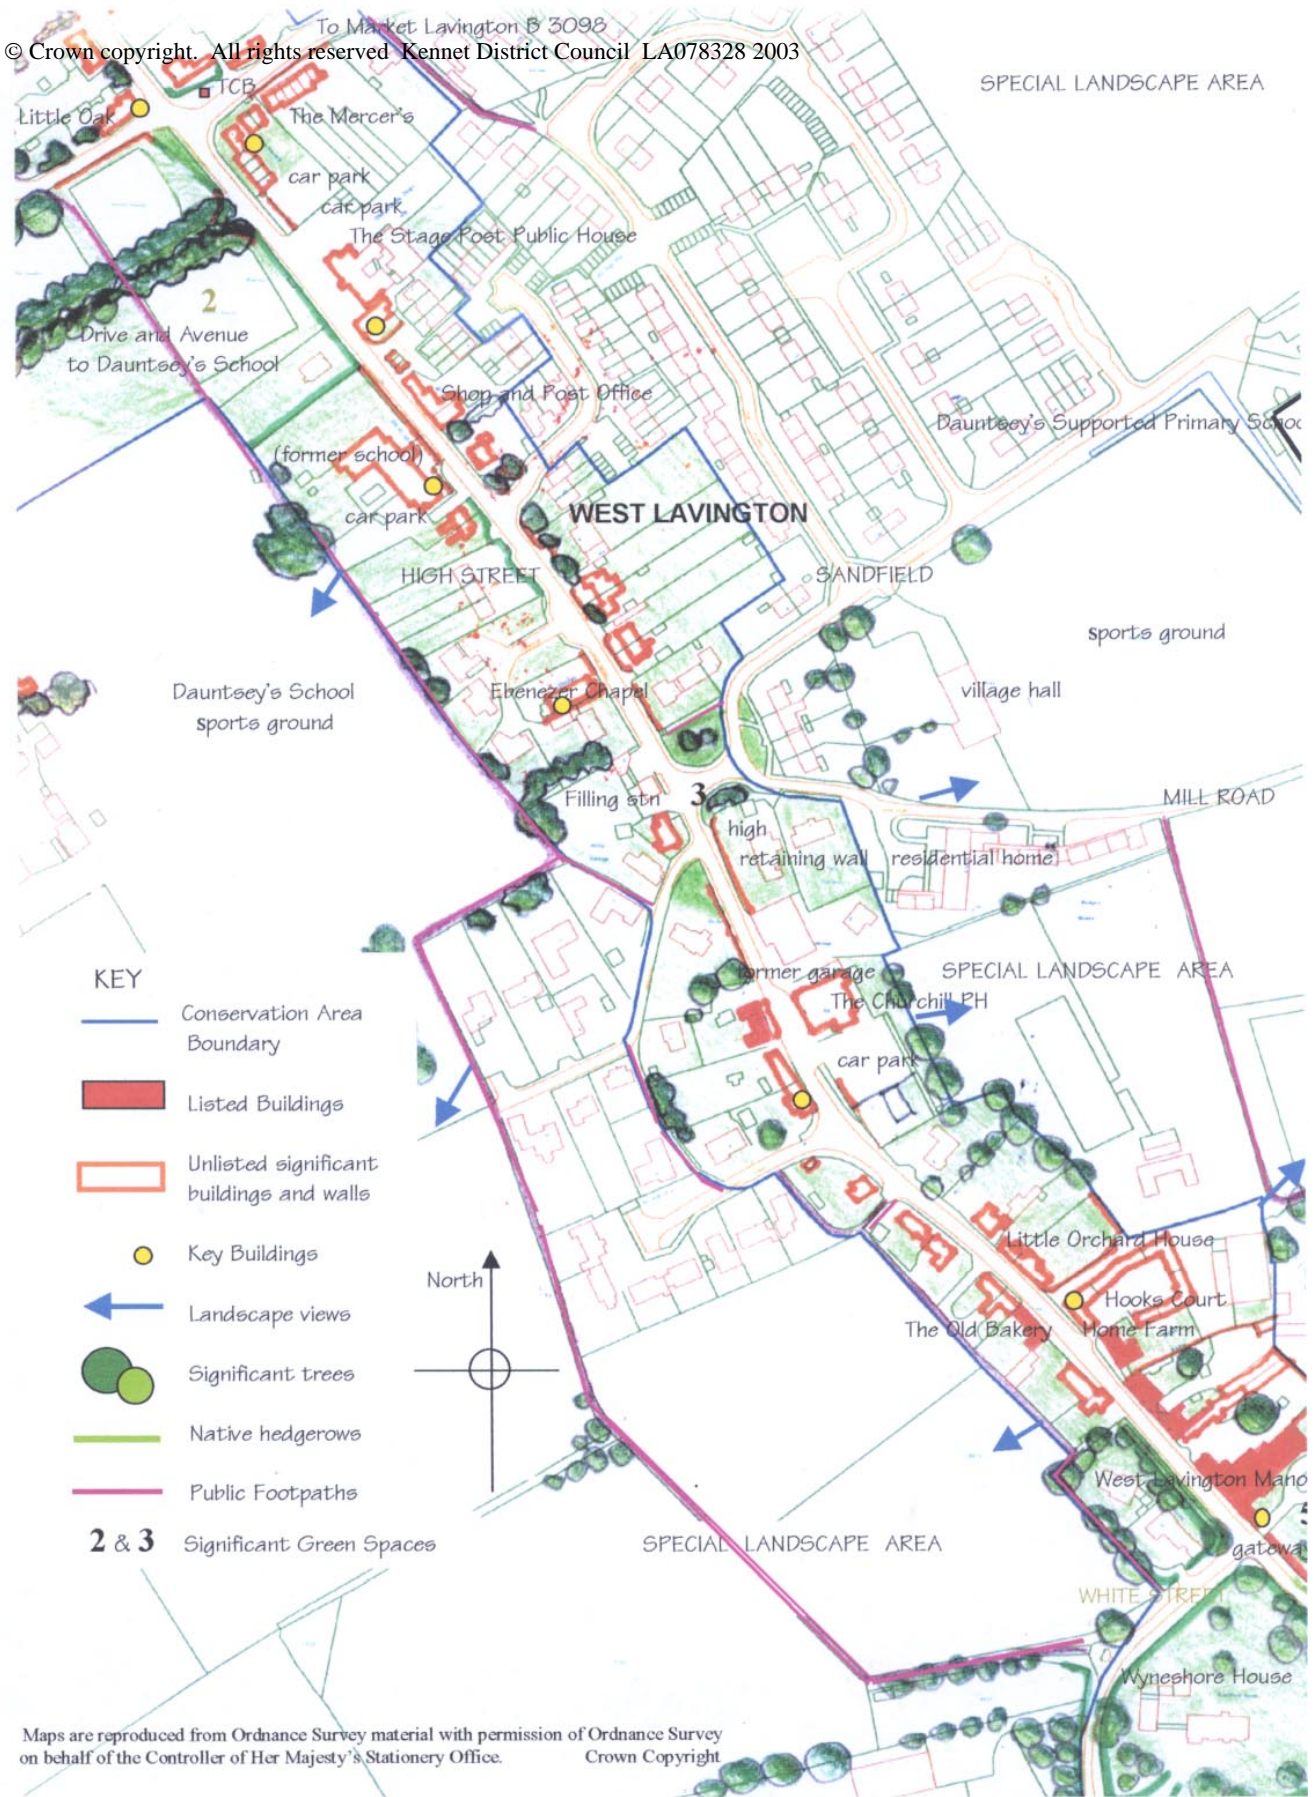 To Market Lavington B 3098
© Crown copyright. All rights reserved Kennet District Council LA078328 2003
SPECIAL LANDSCAPE AREA
TCB
Little Oak
The Mercer's
car park
car park
The Stage Post Public House
2
Drive and Avenue
to Dauntsey's School
Shop and Post Office
Dauntsey's Supported Primary Schoo
(former school)
car park
WEST LAVINGTON
HIGH STREET
SANDFIELD
sports ground
Dauntsey's School
sports ground
Ebenezer Chapel
village hall
Filling stn
3
MILL ROAD
high
retaining wall
residential home
former garage
SPECIAL LANDSCAPE AREA
The Churchill PH
car park
KEY
Conservation Area
Boundary
Listed Buildings
Unlisted significant
buildings and walls
Key Buildings
Landscape views
Significant trees
Native hedgerows
Public Footpaths
2 & 3 Significant Green Spaces
North
Little Orchard House
Hooks Court
The Old Bakery
Home Farm
West Lavington Mano
5
gatewa
SPECIAL LANDSCAPE AREA
WHITE STREET
Wyneshore House
Maps are reproduced from Ordnance Survey material with permission of Ordnance Survey
on behalf of the Controller of Her Majesty's Stationery Office. Crown Copyright